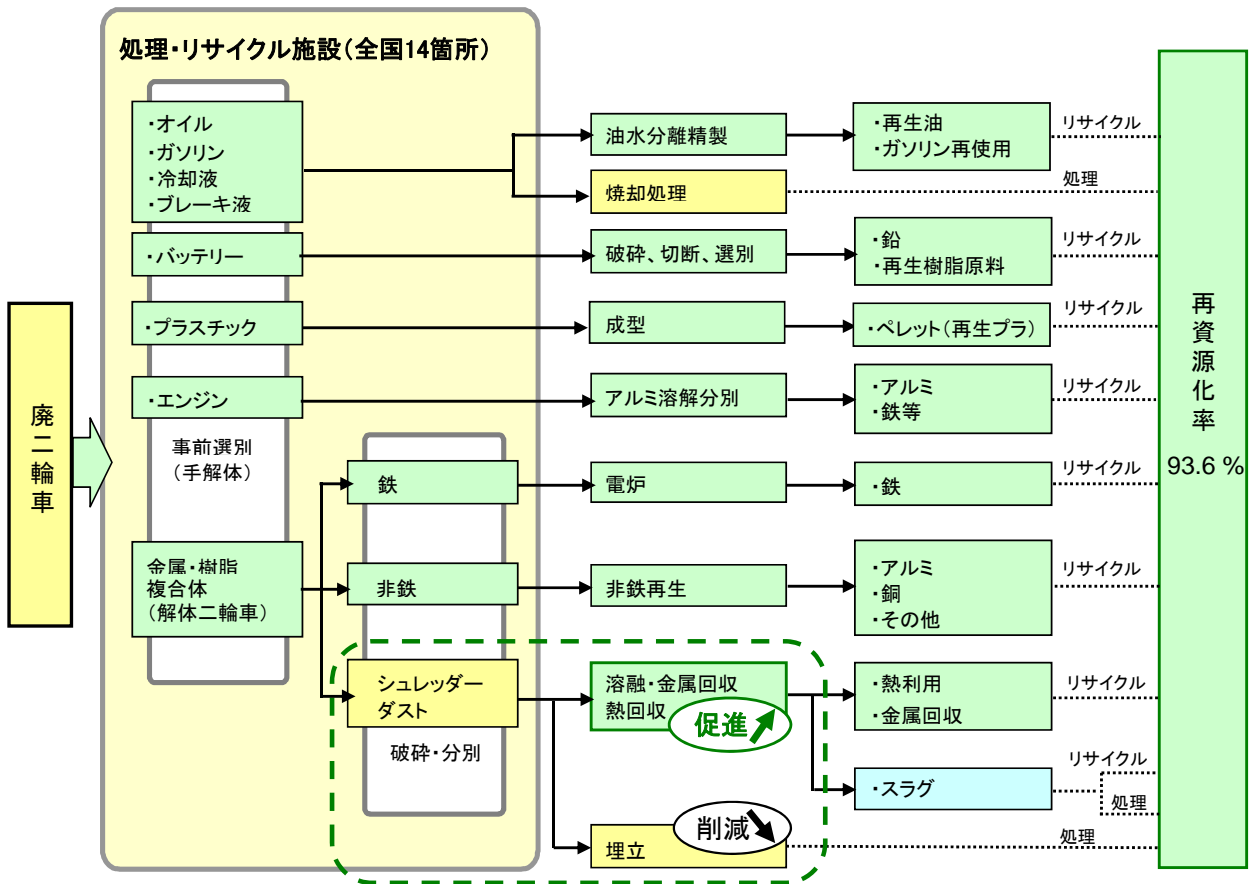 処理・リサイクル施設(全国14箇所)
廃二輪車
・オイル
・ガソリン
・冷却液
・ブレーキ液
油水分離精製
・再生油
・ガソリン再使用
リサイクル
焼却処理
処理
・バッテリー
破砕、切断、選別
・鉛
・再生樹脂原料
リサイクル
・プラスチック
成型
・ペレット(再生プラ)
リサイクル
・エンジン
アルミ溶解分別
・アルミ
・鉄等
リサイクル
事前選別
(手解体)
金属・樹脂
複合体
(解体二輪車)
鉄
電炉
・鉄
リサイクル
非鉄
非鉄再生
・アルミ
・銅
・その他
リサイクル
シュレッダー
ダスト
破砕・分別
溶融・金属回収
熱回収
促進
・熱利用
・金属回収
リサイクル
・スラグ
リサイクル
処理
埋立
削減
処理
再資源化率
93.6 %